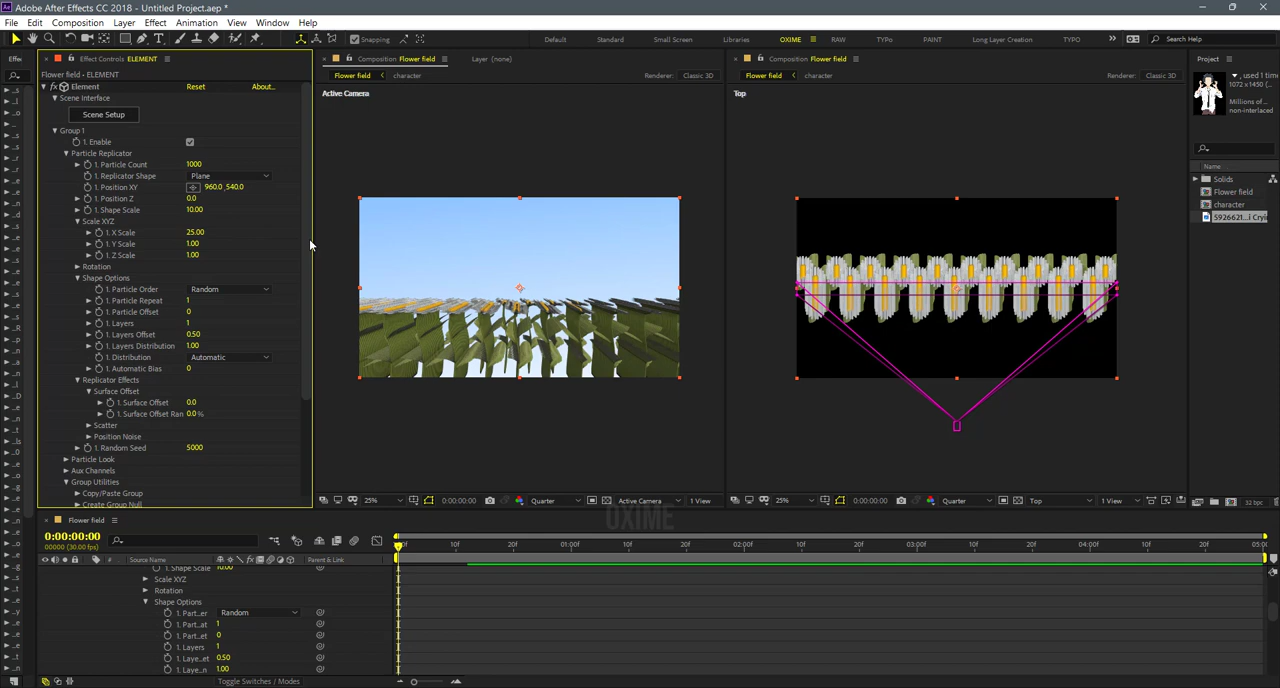 Adobe After Effects CC 2018 - Untitled Project.aep *
File Edit Composition Layer Effect Animation View Window Help
Snapping Default Standard Small Screen Libraries OXIME RAW TYPo PAINT Long Layer Creation TYPO Search Help
Effect Controls ELEMENT
Flower field - ELEMENT
Element Reset About...
Scene Interface
Scene Setup
Group 1
1. Enable
Particle Replicator
1. Particle Count 1000
1. Replicator Shape Plane
1. Position XY 960.0 ,540.0
1. Position Z 0.0
1. Shape Scale 10.00
Scale XYZ
1. X Scale 25.00
1. Y Scale 1.00
1. Z Scale 1.00
Rotation
Shape Options
1. Particle Order Random
1. Particle Repeat 1
1. Particle Offset 0
1. Layers 1
1. Layers Offset 0.50
1. Layers Distribution 1.00
1. Distribution Automatic
1. Automatic Bias 0
Replicator Effects
Surface Offset
1. Surface Offset 0.0
1. Surface Offset Ran 0.0 %
Scatter
Position Noise
1. Random Seed 5000
Particle Look
Aux Channels
Group Utilities
Copy/Paste Group
Create Group Null
Composition Flower field
Layer (none)
Flower field character
Renderer: Classic 3D
Active Camera
25% 0:00:00:00 Quarter Active Camera 1 View
Composition Flower field
Flower field character
Renderer: Classic 3D
Top
25% 0:00:00:00 Quarter Top 1 View
Project
, used 1 time
1072 x 1450 (
Millions of
non-interlaced
Name
Solids
Flower field
character
32 bpc
OXIME
Flower field
0:00:00:00
00000 (30.00 fps)
Source Name Parent & Link
10f 20f 01:00f 10f 20f 02:00f 10f 20f 03:00f 10f 20f 04:00f 10f 20f
Shape Scale 10.00
Scale XYZ
Rotation
Shape Options
1. Part...er Random
1. Part...at 1
1. Part...et 0
1. Layers 1
1. Laye...et 0.50
1. Laye...n 1.00
Toggle Switches / Modes